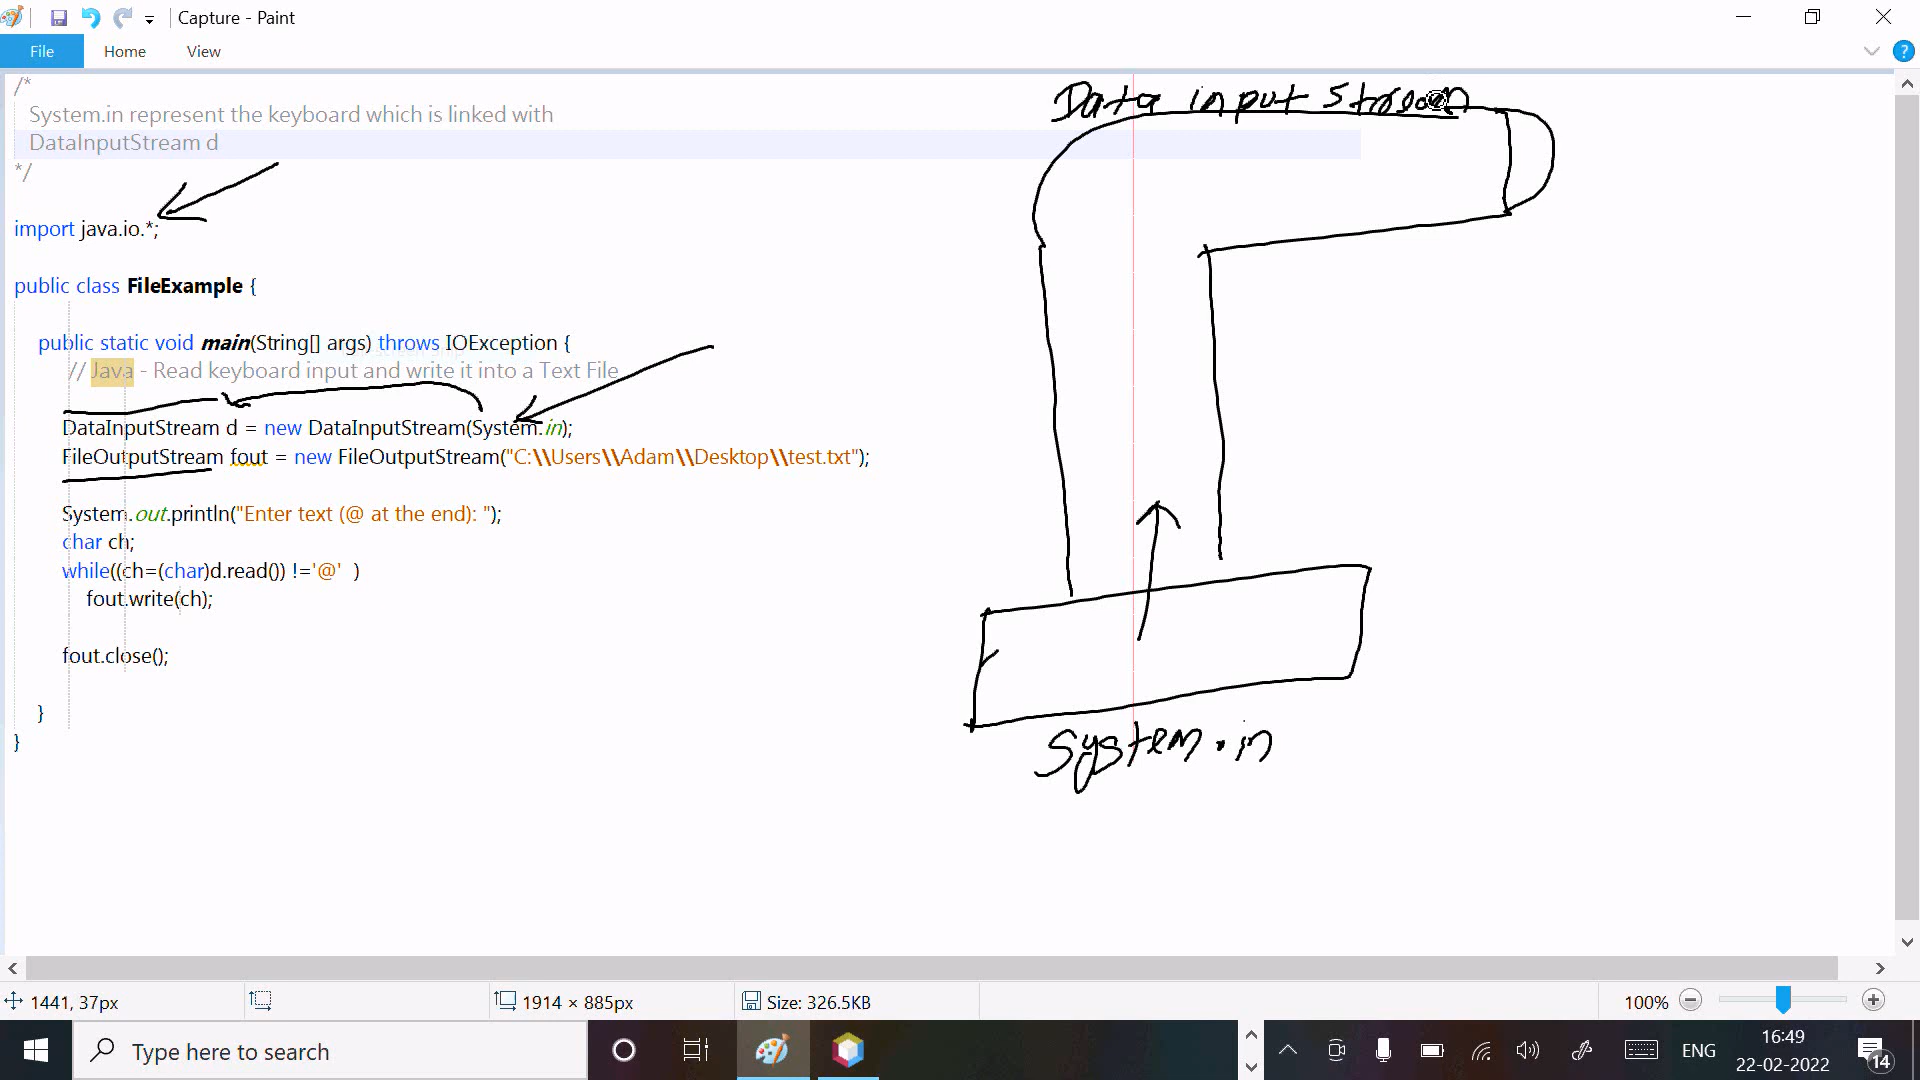 Capture - Paint
File Home View
/*
System.in represent the keyboard which is linked with
DataInputStream d
*/
import java.io.*;
public class FileExample {
public static void main(String[] args) throws IOException {
// Java - Read keyboard input and write it into a Text File
DataInputStream d = new DataInputStream(System.in);
FileOutputStream fout = new FileOutputStream("C:\\Users\\Adam\\Desktop\\test.txt");
System.out.println("Enter text (@ at the end): ");
char ch;
while((ch=(char)d.read()) !='@' )
fout.write(ch);
fout.close();
}
}
Data input stream
System.in
1441, 37px
1914 × 885px
Size: 326.5KB
100%
Type here to search
ENG
16:49
22-02-2022
14